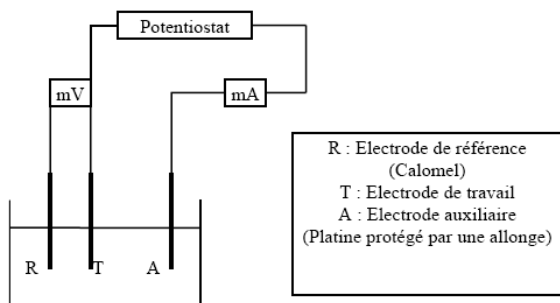 Potentiostat
mV
mA
R T A
R : Electrode de référence
(Calomel)
T : Electrode de travail
A : Electrode auxiliaire
(Platine protégé par une allonge)